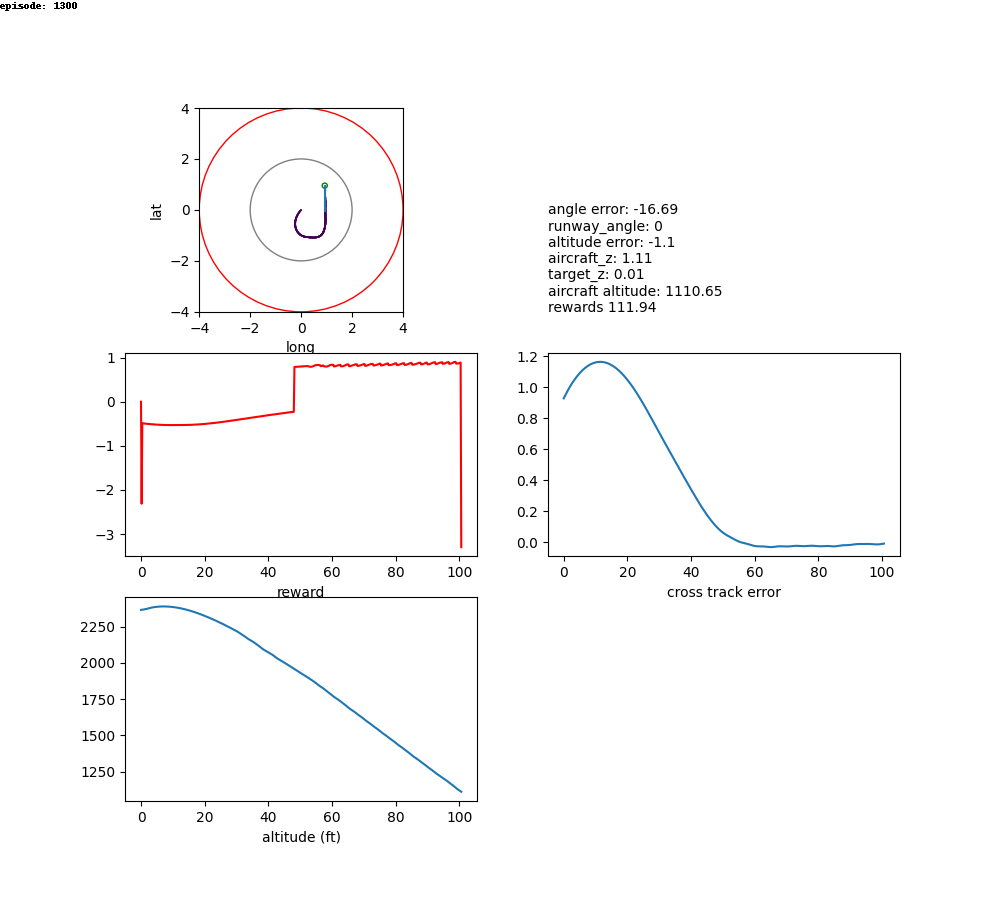 episode: 1300
4
2
0
−2
−4
lat
−4 −2 0 2 4
long
angle error: -16.69
runway_angle: 0
altitude error: -1.1
aircraft_z: 1.11
target_z: 0.01
aircraft altitude: 1110.65
rewards 111.94
1
0
−1
−2
−3
0 20 40 60 80 100
reward
1.2
1.0
0.8
0.6
0.4
0.2
0.0
0 20 40 60 80 100
cross track error
2250
2000
1750
1500
1250
0 20 40 60 80 100
altitude (ft)